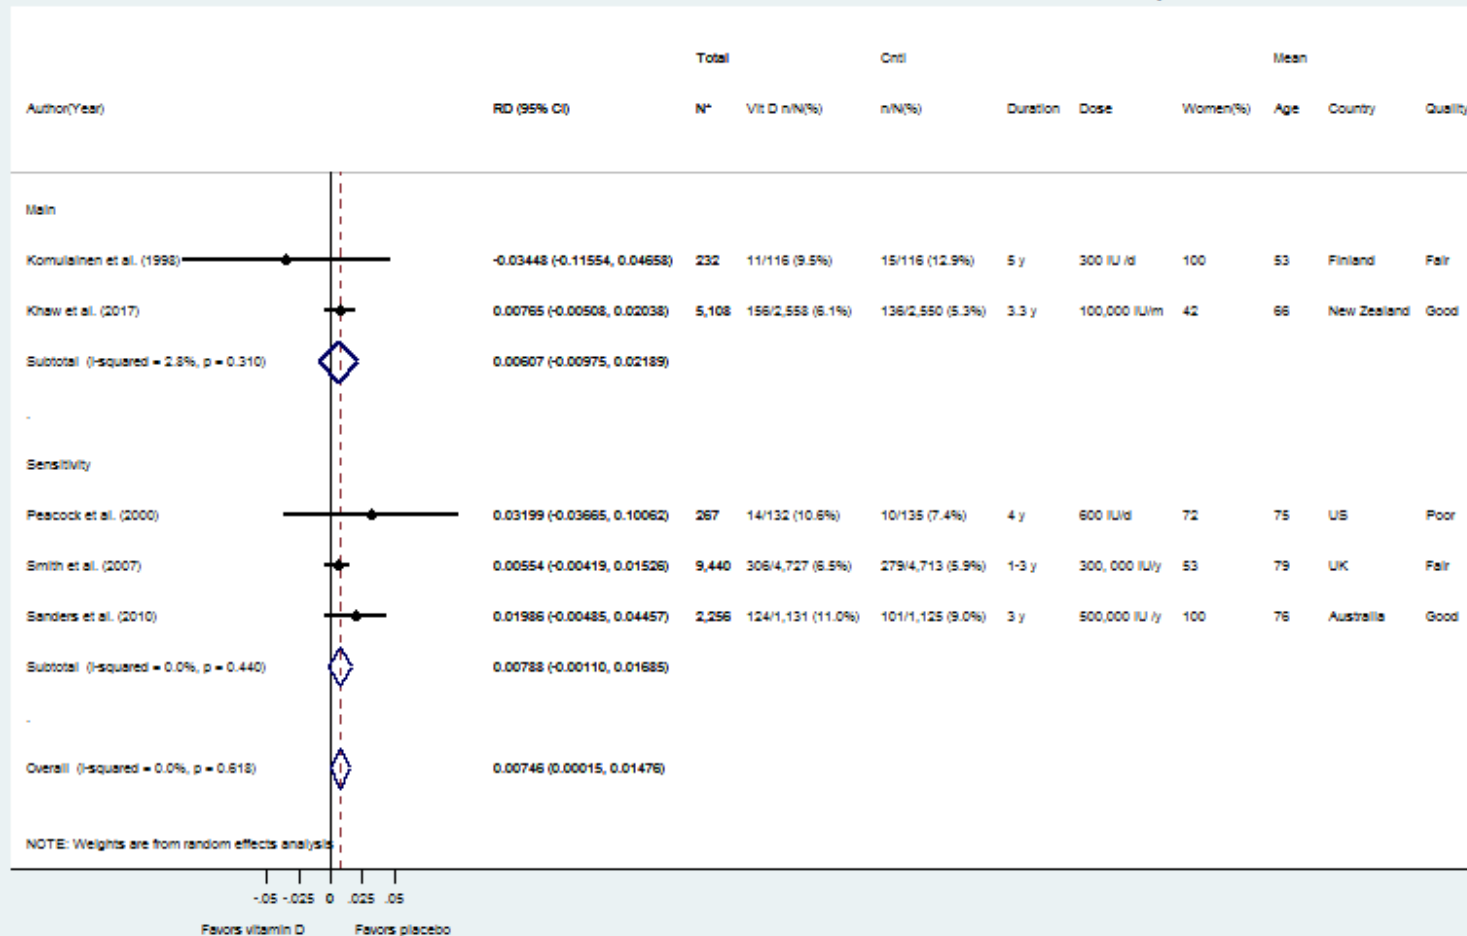 Total Cntl Mean
Author(Year) RD (95% CI) N* Vit D n/N(%) n/N(%) Duration Dose Women(%) Age Country Quality
Main
Komulainen et al. (1998) -0.03448 (-0.11554, 0.04658) 232 11/116 (9.5%) 15/116 (12.9%) 5 y 300 IU /d 100 53 Finland Fair
Khaw et al. (2017) 0.00765 (-0.00508, 0.02038) 5,108 156/2,558 (6.1%) 136/2,550 (5.3%) 3.3 y 100,000 IU/m 42 66 New Zealand Good
Subtotal (I-squared = 2.8%, p = 0.310) 0.00607 (-0.00975, 0.02189)
.
Sensitivity
Peacock et al. (2000) 0.03199 (-0.03665, 0.10062) 267 14/132 (10.6%) 10/135 (7.4%) 4 y 600 IU/d 72 75 US Poor
Smith et al. (2007) 0.00554 (-0.00419, 0.01526) 9,440 306/4,727 (6.5%) 279/4,713 (5.9%) 1-3 y 300, 000 IU/y 53 79 UK Fair
Sanders et al. (2010) 0.01986 (-0.00485, 0.04457) 2,256 124/1,131 (11.0%) 101/1,125 (9.0%) 3 y 500,000 IU /y 100 76 Australia Good
Subtotal (I-squared = 0.0%, p = 0.440) 0.00788 (-0.00110, 0.01685)
.
Overall (I-squared = 0.0%, p = 0.618) 0.00746 (0.00015, 0.01476)
NOTE: Weights are from random effects analysis
-.05 -.025 0 .025 .05
Favors vitamin D Favors placebo